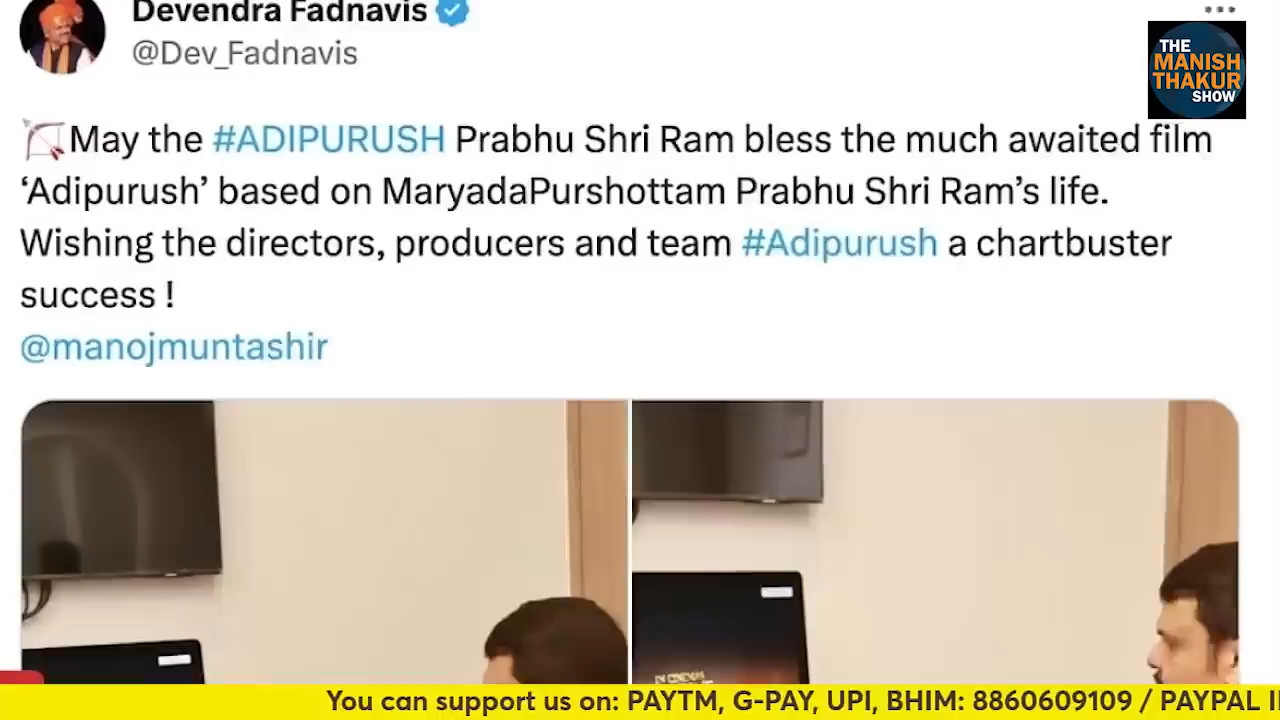 Devendra Fadnavis
@Dev_Fadnavis
THE
MANISH
THAKUR
SHOW
May the #ADIPURUSH Prabhu Shri Ram bless the much awaited film
‘Adipurush’ based on MaryadaPurshottam Prabhu Shri Ram’s life.
Wishing the directors, producers and team #Adipurush a chartbuster
success !
@manojmuntashir
You can support us on: PAYTM, G-PAY, UPI, BHIM: 8860609109 / PAYPAL